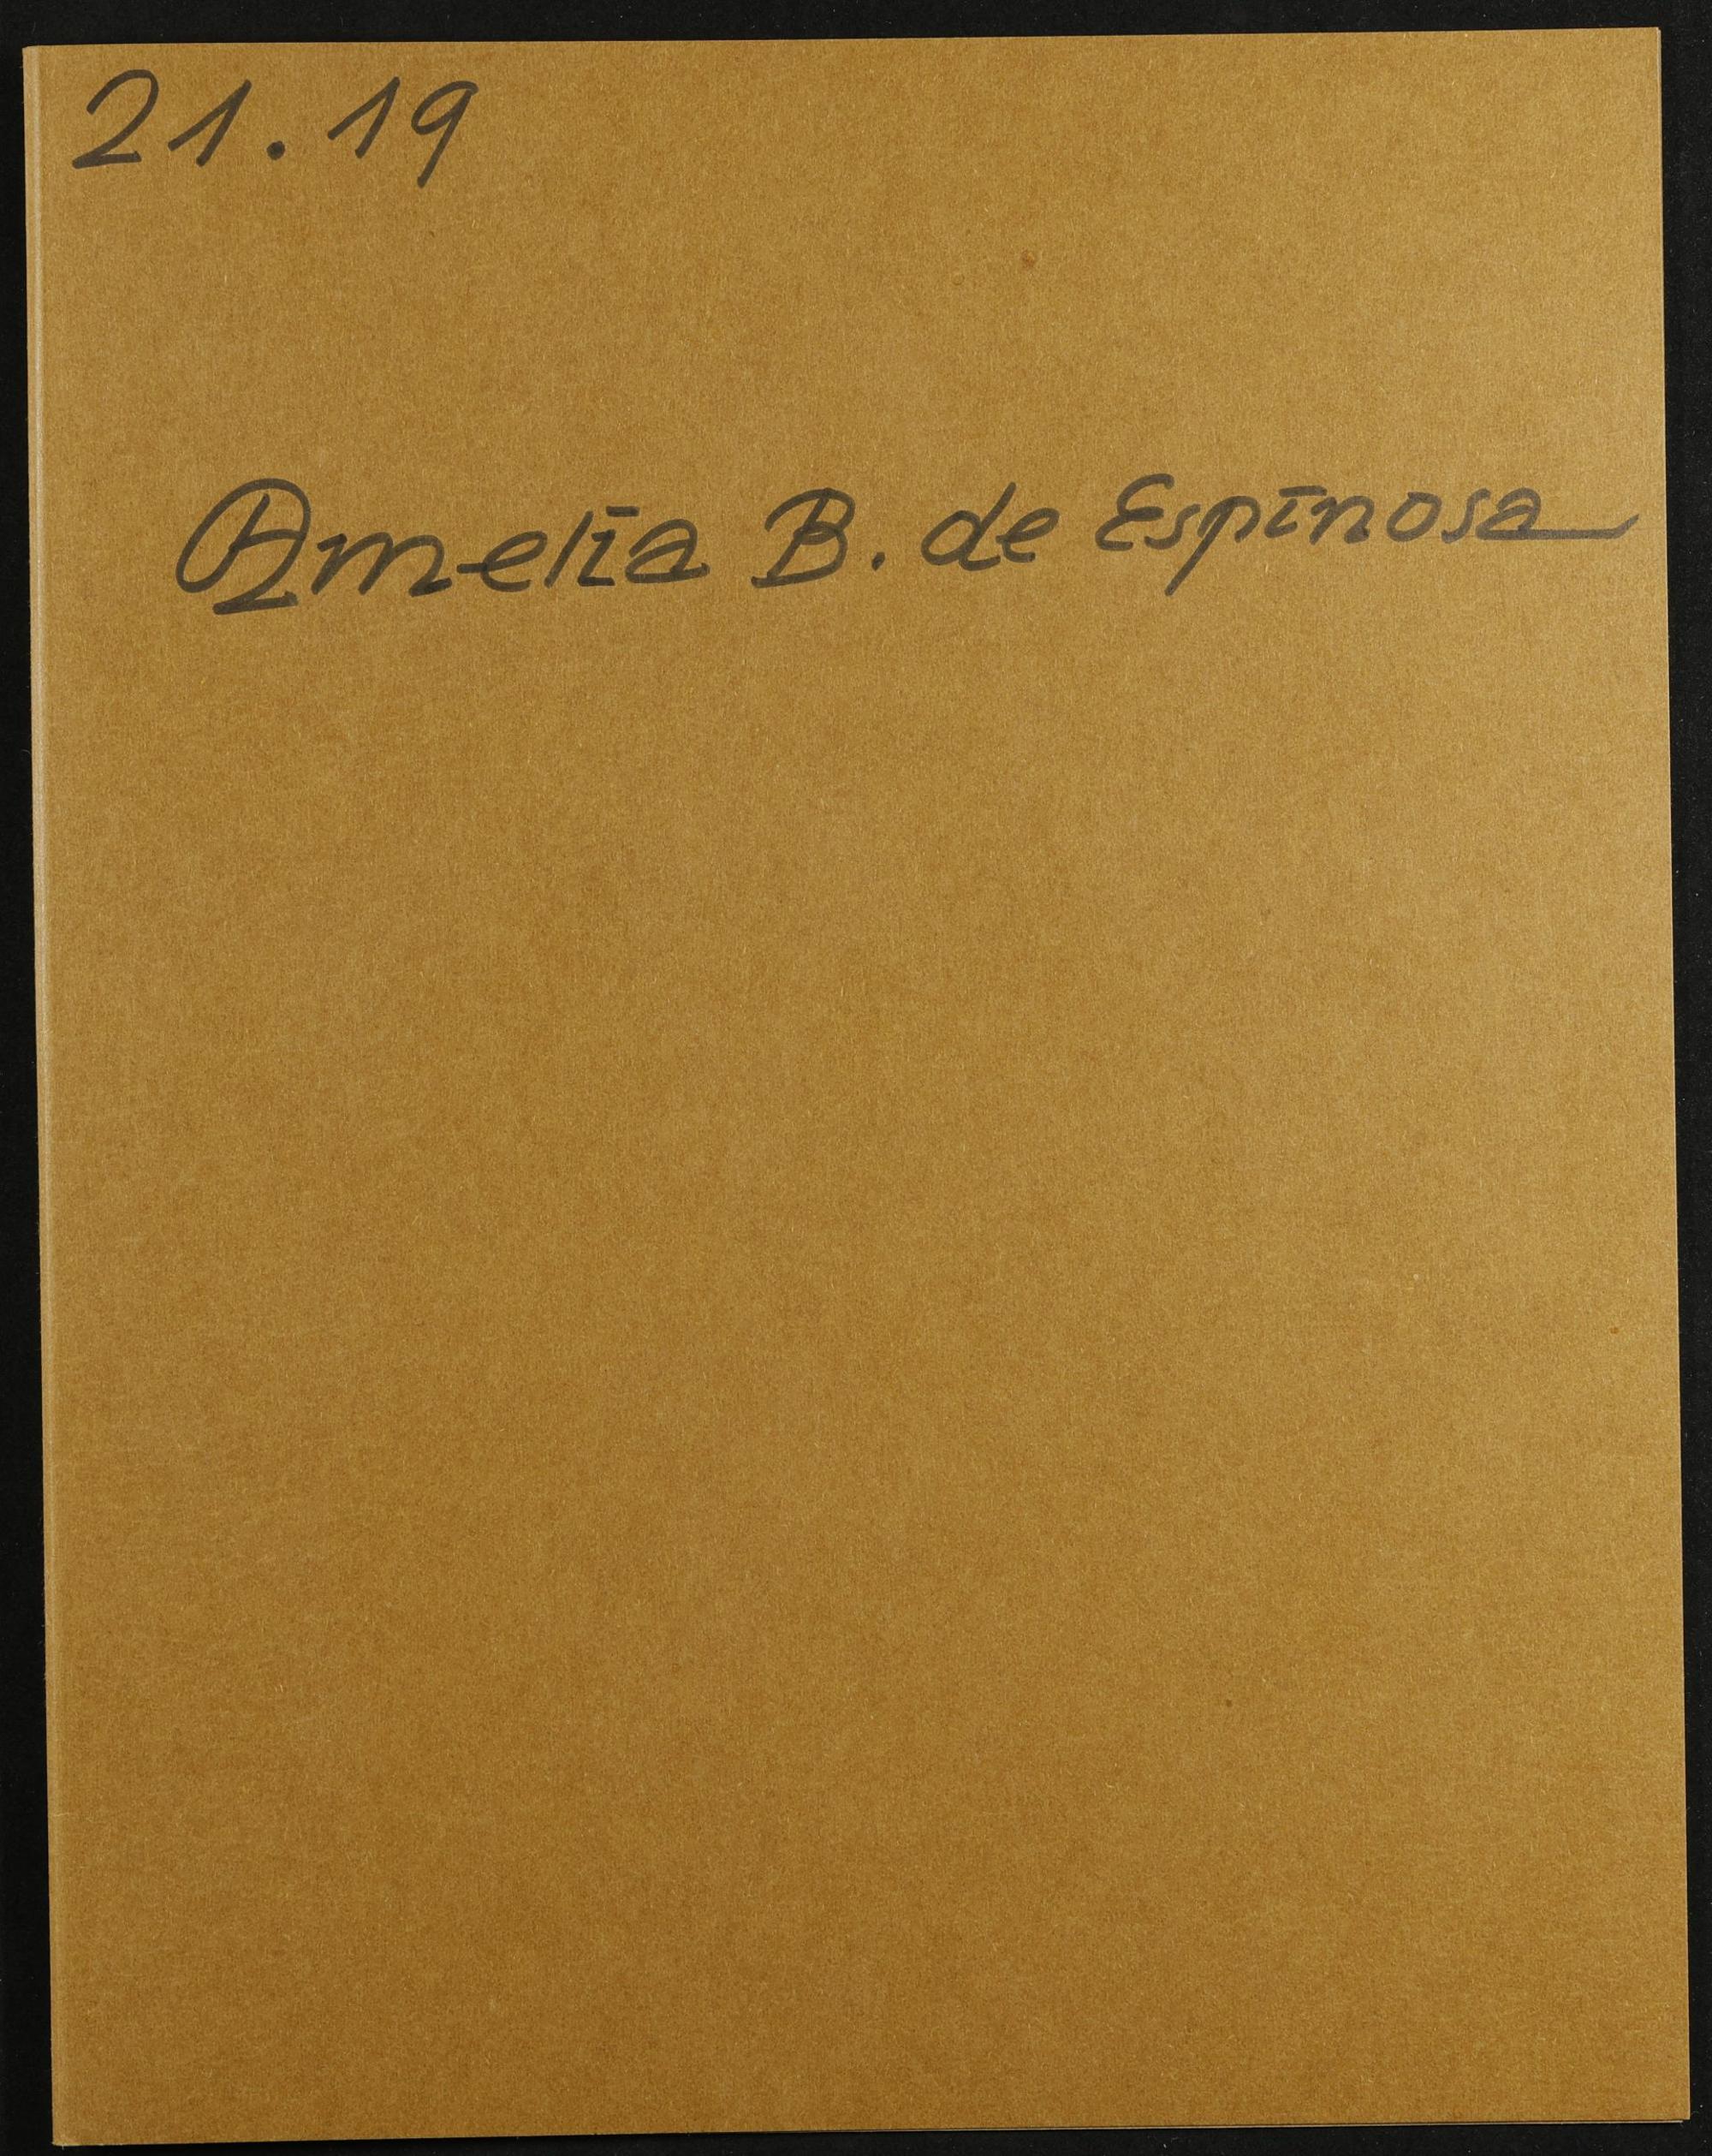 21.19
Amelia B. de Espinosa